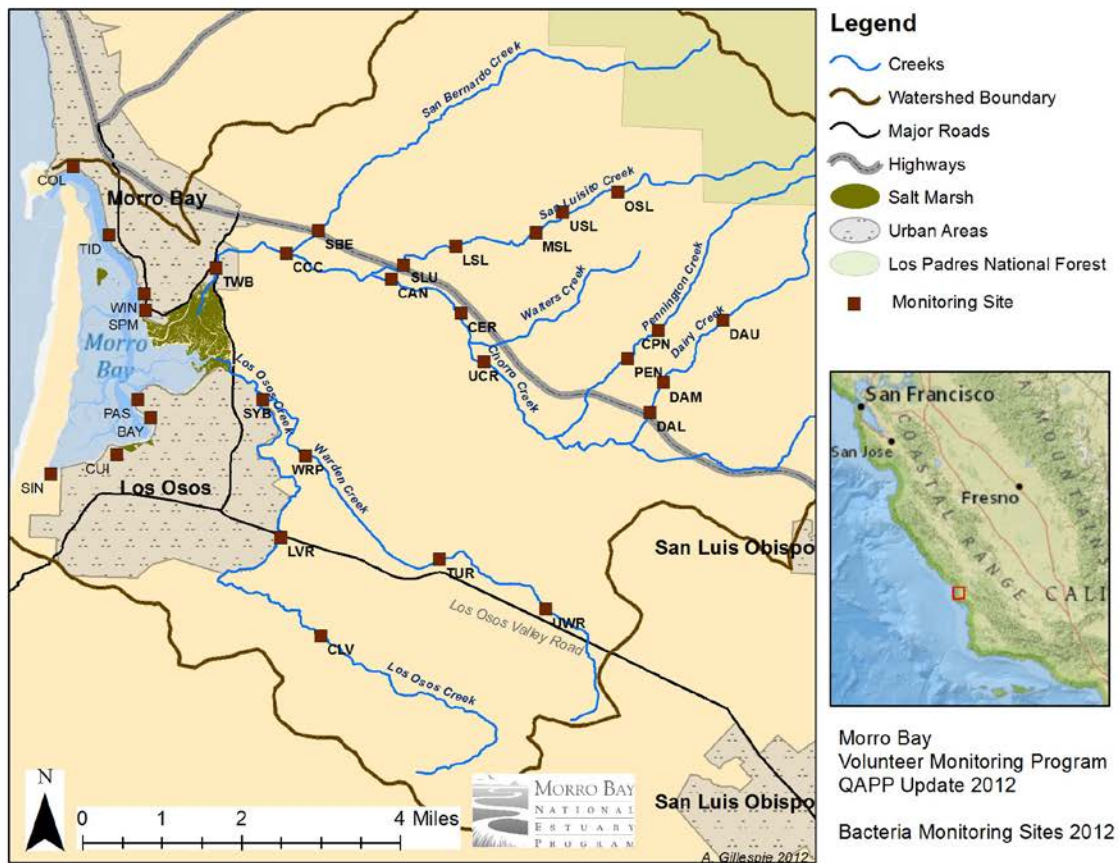 Legend
Creeks
Watershed Boundary
Major Roads
Highways
Salt Marsh
Urban Areas
Los Padres National Forest
Monitoring Site
San Bernardo Creek
COL
Morro Bay
San Luisito Creek
OSL
USL
TID
SBE
MSL
CCC
LSL
TWB
SLU
CAN
Walters Creek
Pennington Creek
WIN
SPM
CER
CPN
Dairy Creek
DAU
Morro
Bay
Chorro Creek
UCR
PEN
Los Osos Creek
DAM
PAS
SYB
BAY
DAL
CUI
WRP
Warden Creek
SIN
Los Osos
LVR
San Luis Obispo
TUR
UWR
Los Osos Valley Road
CLV
Los Osos Creek
N
0 2 4 Miles
MORRO BAY
NATIONAL
ESTUARY
PROGRAM
San Luis Obispo
A. Gillespie 2012
San Francisco
San Jose
COASTAL RANGE
Fresno
MOUNTAINS
CALI
Morro Bay
Volunteer Monitoring Program
QAPP Update 2012
Bacteria Monitoring Sites 2012